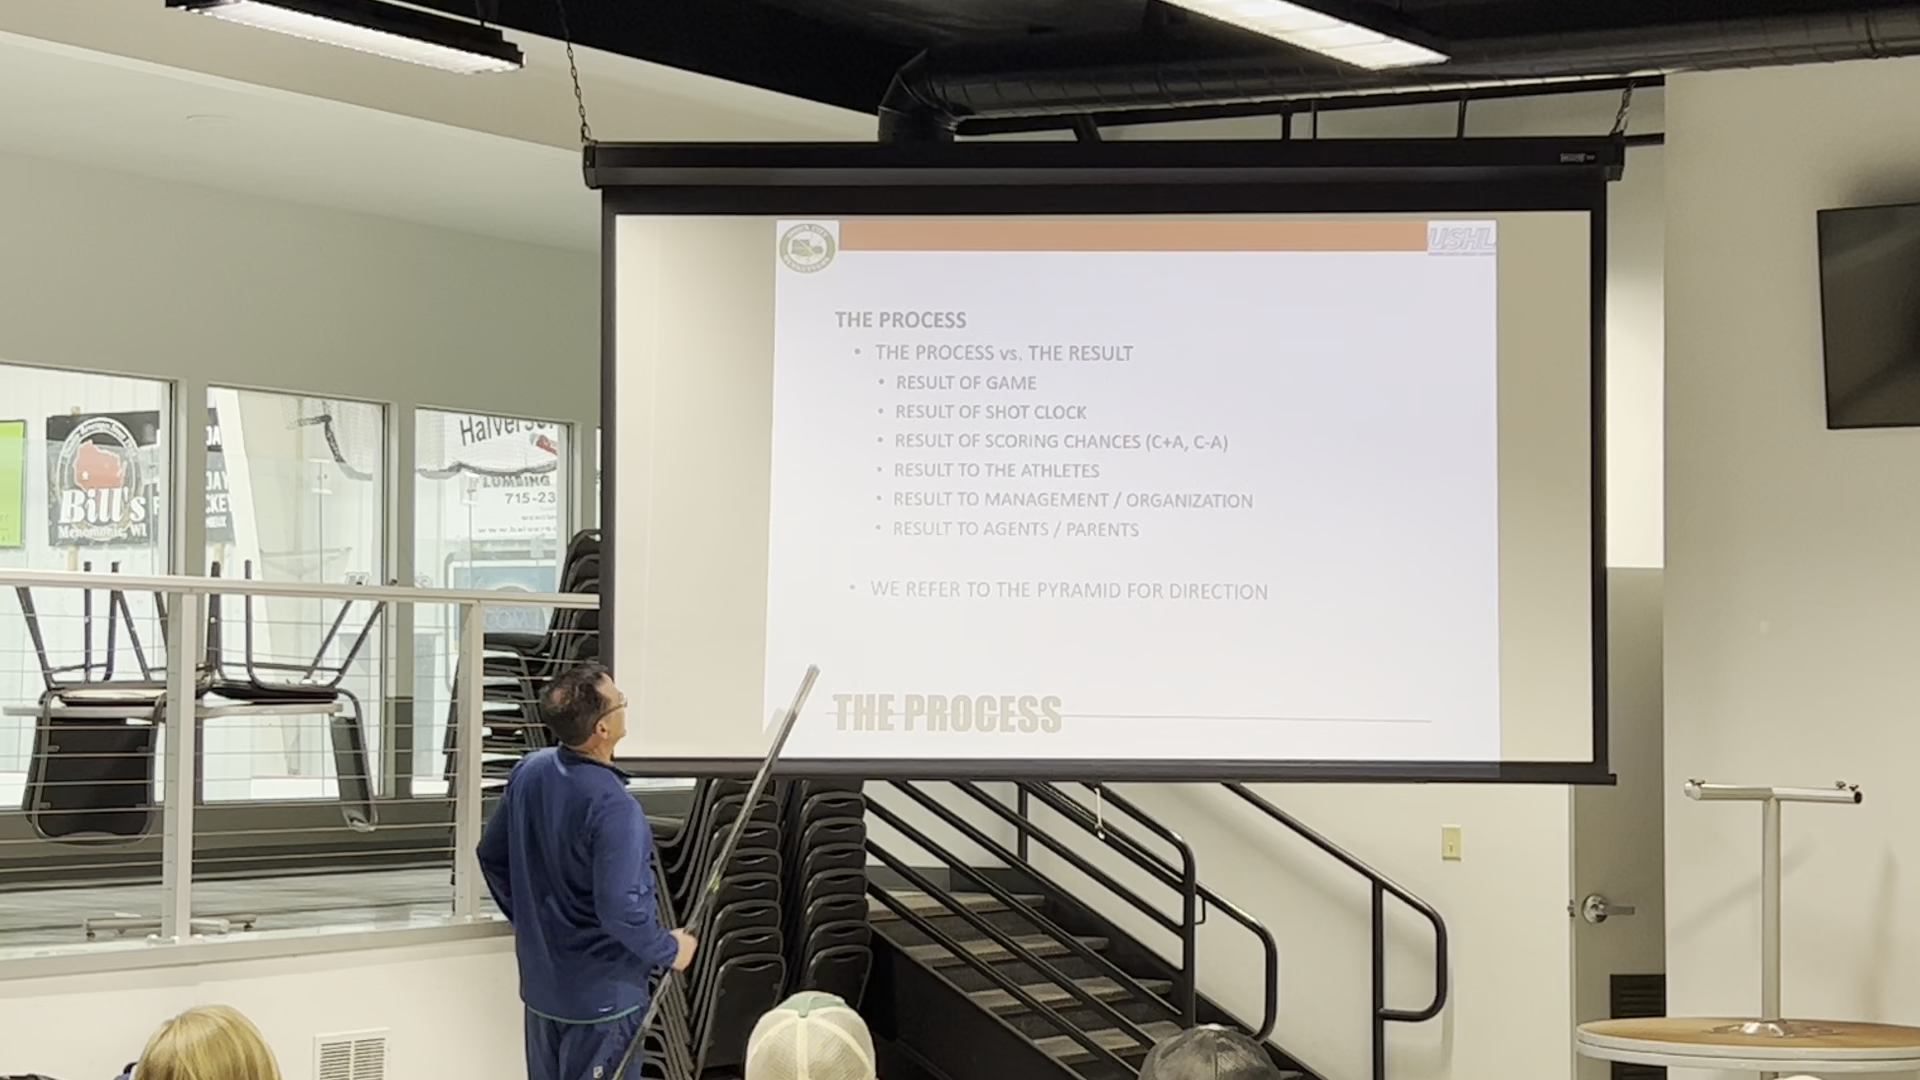 USHL
THE PROCESS
• THE PROCESS vs. THE RESULT
• RESULT OF GAME
• RESULT OF SHOT CLOCK
• RESULT OF SCORING CHANCES (C+A, C-A)
• RESULT TO THE ATHLETES
• RESULT TO MANAGEMENT / ORGANIZATION
• RESULT TO AGENTS / PARENTS
• WE REFER TO THE PYRAMID FOR DIRECTION
THE PROCESS
Bill's
Menomonie, WI
LUMBING
715-23